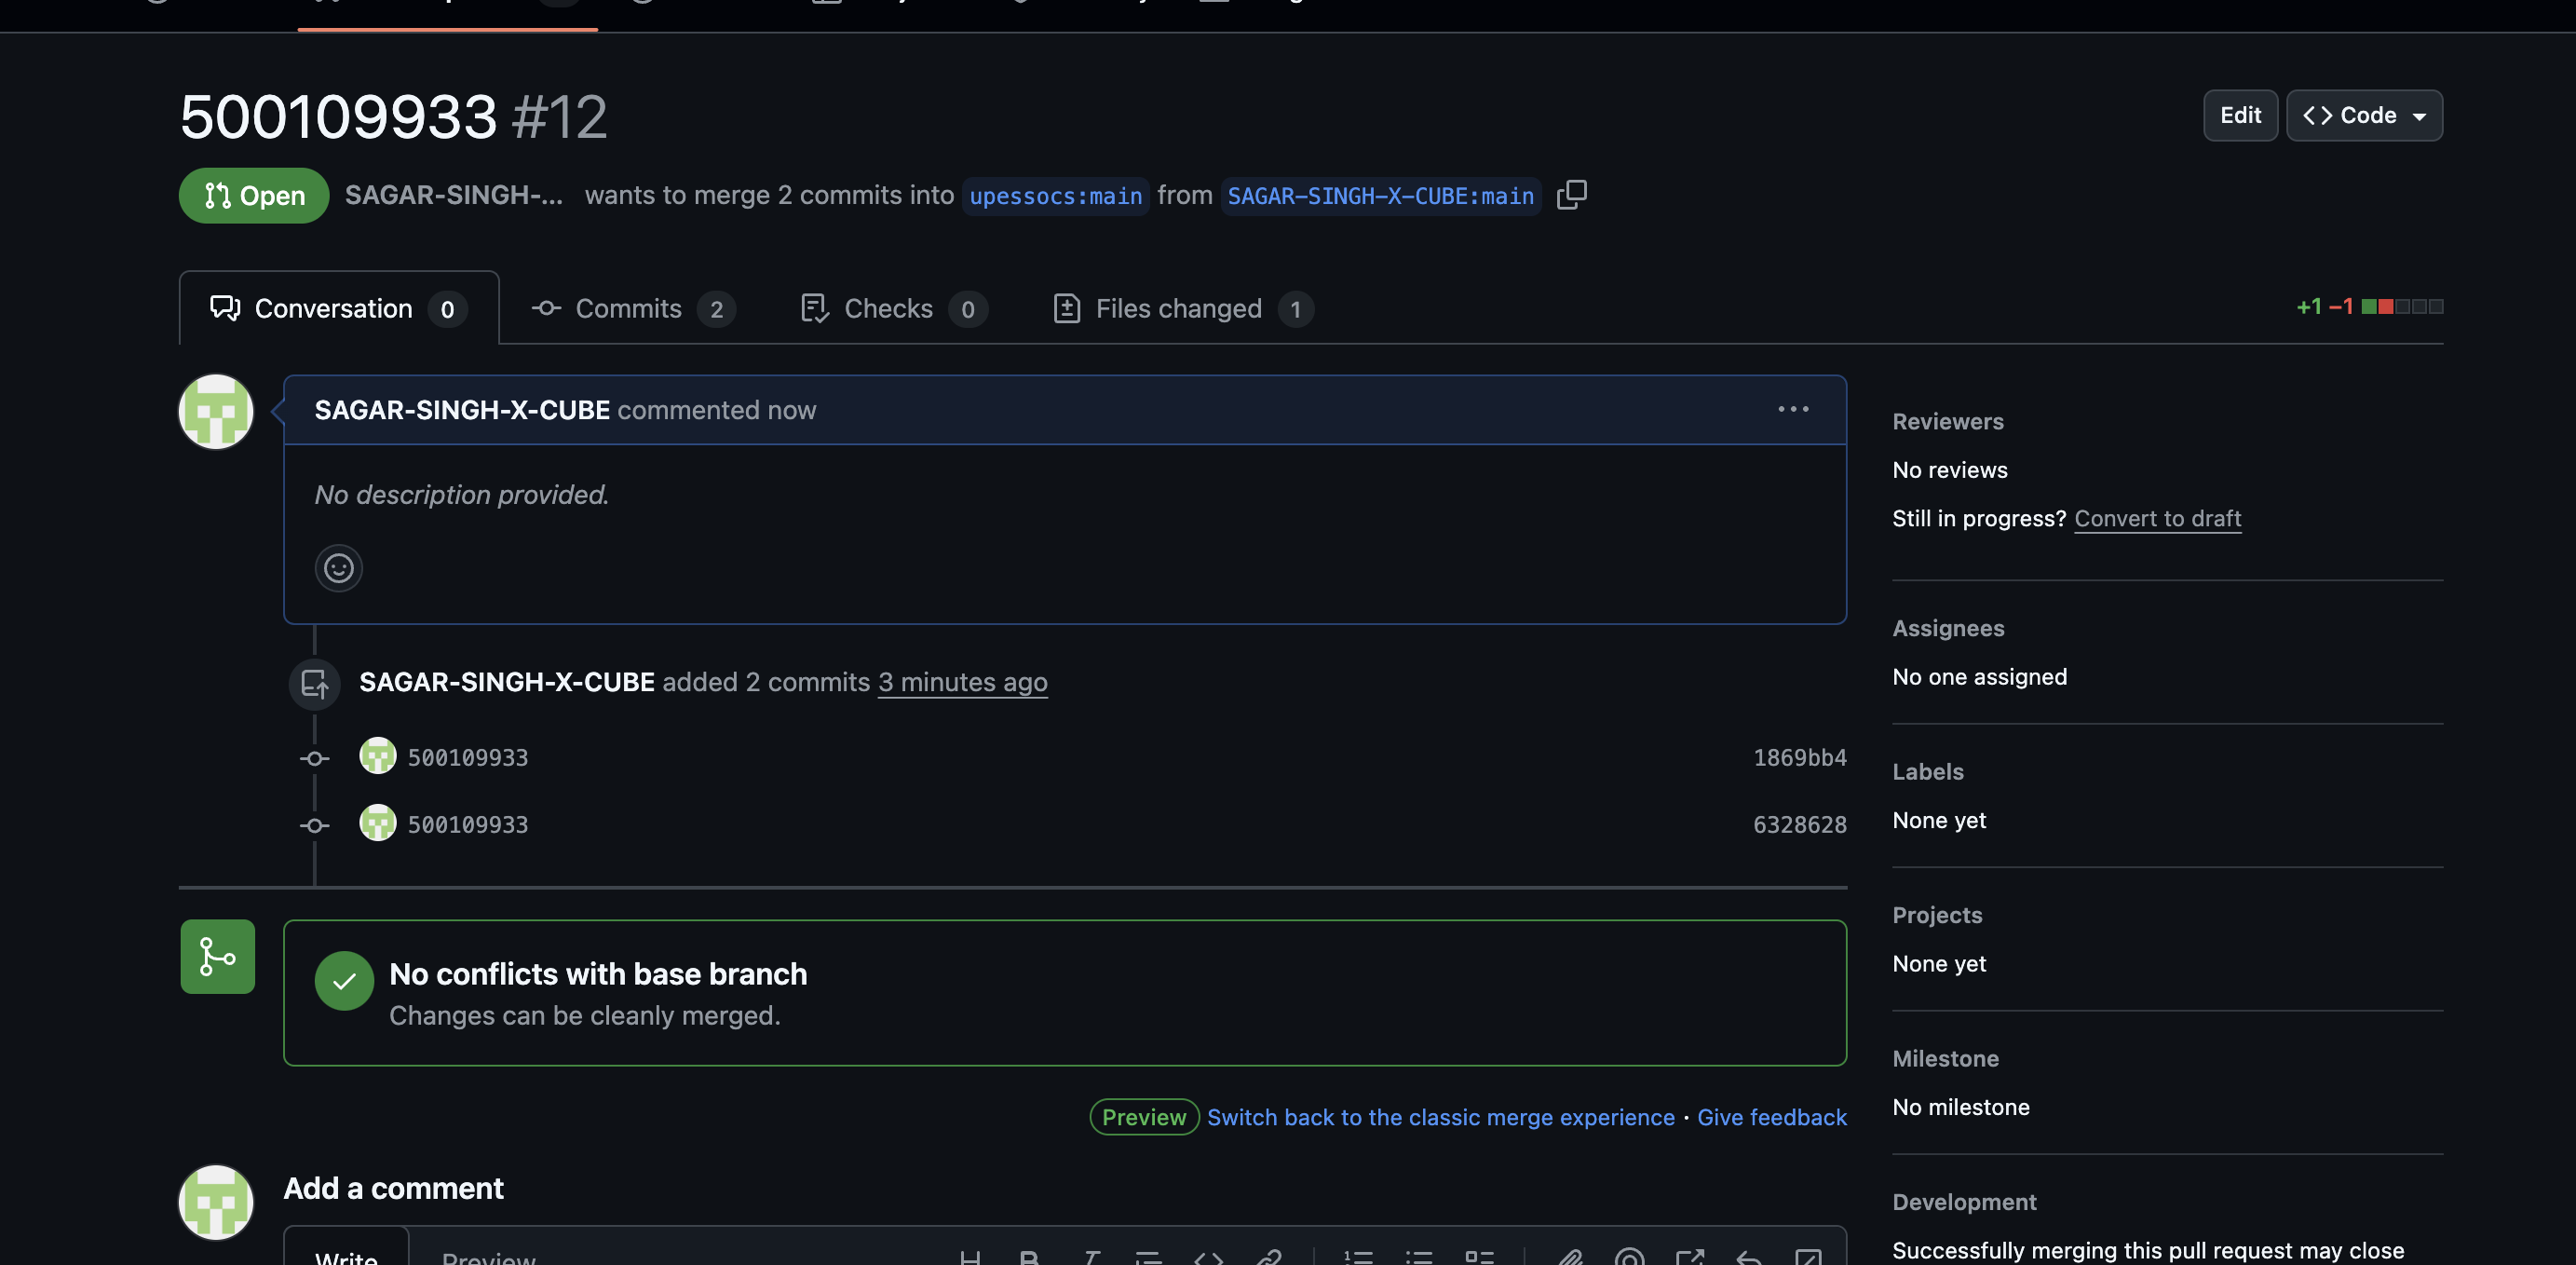 500109933 #12
Edit
Code
Open
SAGAR-SINGH-... wants to merge 2 commits into upessocs:main from SAGAR-SINGH-X-CUBE:main
Conversation 0
Commits 2
Checks 0
Files changed 1
+1 −1
SAGAR-SINGH-X-CUBE commented now
No description provided.
SAGAR-SINGH-X-CUBE added 2 commits 3 minutes ago
500109933
1869bb4
500109933
6328628
No conflicts with base branch
Changes can be cleanly merged.
Preview Switch back to the classic merge experience · Give feedback
Add a comment
Write
Preview
Reviewers
No reviews
Still in progress? Convert to draft
Assignees
No one assigned
Labels
None yet
Projects
None yet
Milestone
No milestone
Development
Successfully merging this pull request may close